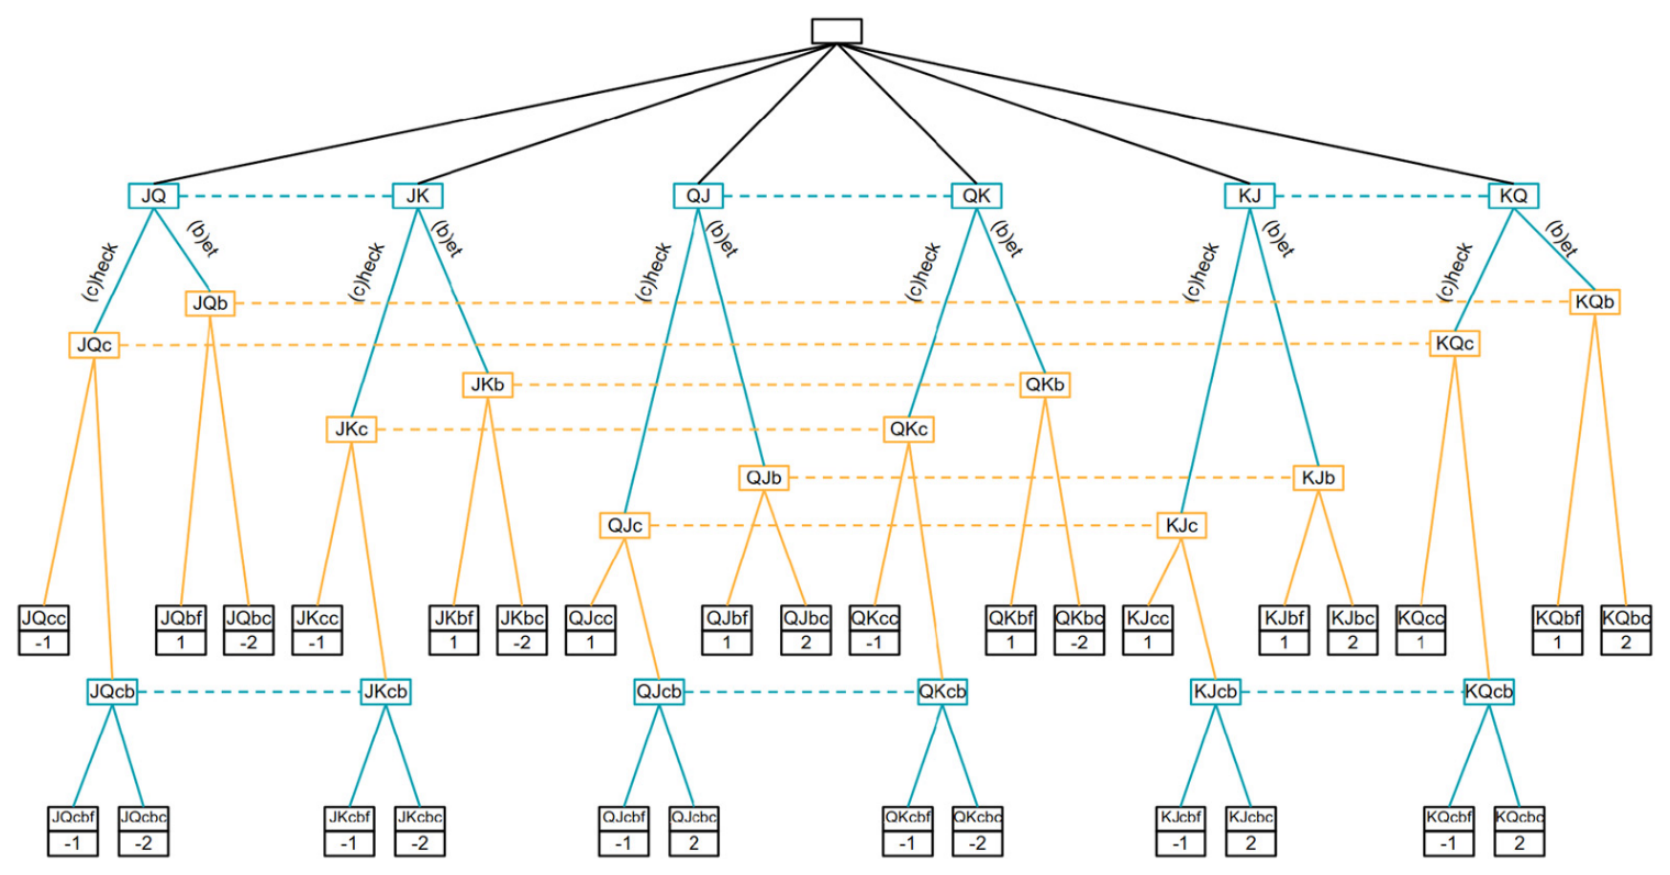 JQ JK QJ QK KJ KQ
(c)heck (b)et (c)heck (b)et (c)heck (b)et (c)heck (b)et (c)heck (b)et (c)heck (b)et
JQb KQb
JQc KQc
JKb QKb
JKc QKc
QJb KJb
QJc KJc
JQcc JQbf JQbc JKcc JKbf JKbc QJcc QJbf QJbc QKcc QKbf QKbc KJcc KJbf KJbc KQcc KQbf KQbc
-1 1 -2 -1 1 -2 1 1 2 -1 1 -2 1 1 2 1 1 2
JQcb JKcb QJcb QKcb KJcb KQcb
JQcbf JQcbc JKcbf JKcbc QJcbf QJcbc QKcbf QKcbc KJcbf KJcbc KQcbf KQcbc
-1 -2 -1 -2 -1 2 -1 -2 -1 2 -1 2